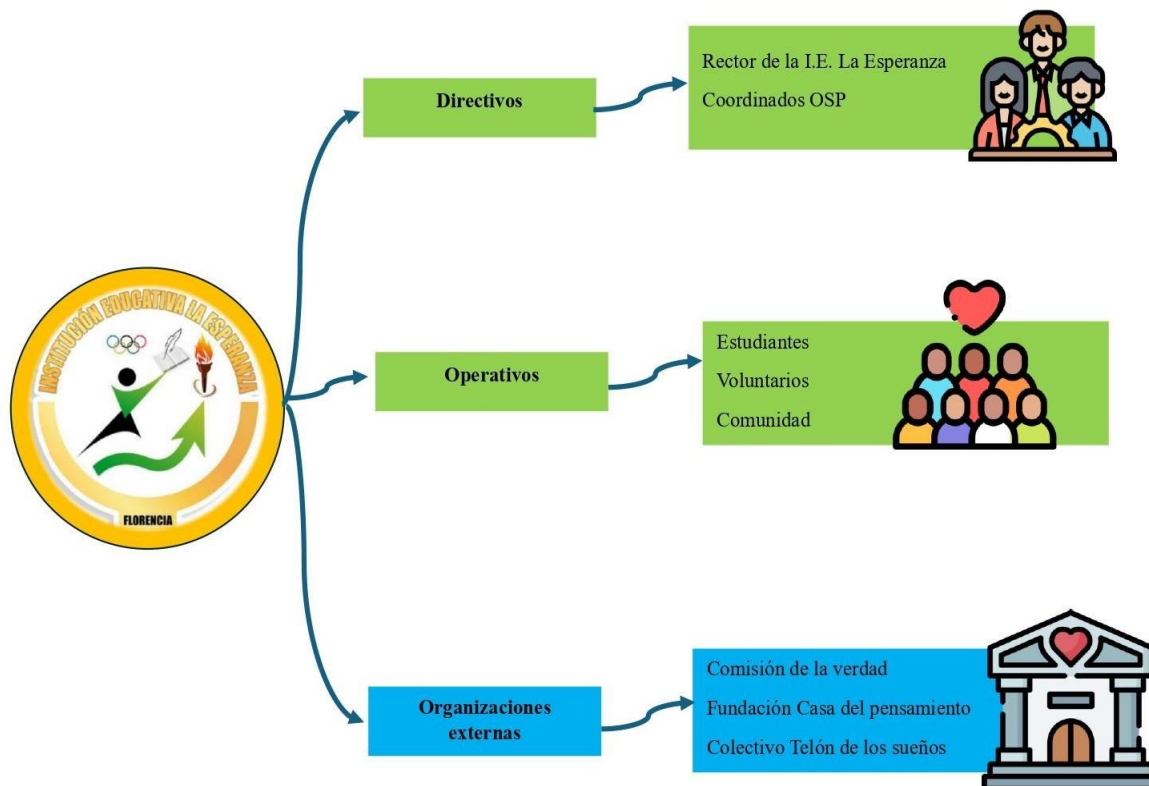 INSTITUCIÓN EDUCATIVA LA ESPERANZA
FLORENCIA
Directivos
Rector de la I.E. La Esperanza
Coordinados OSP
Operativos
Estudiantes
Voluntarios
Comunidad
Organizaciones
externas
Comisión de la verdad
Fundación Casa del pensamiento
Colectivo Telón de los sueños